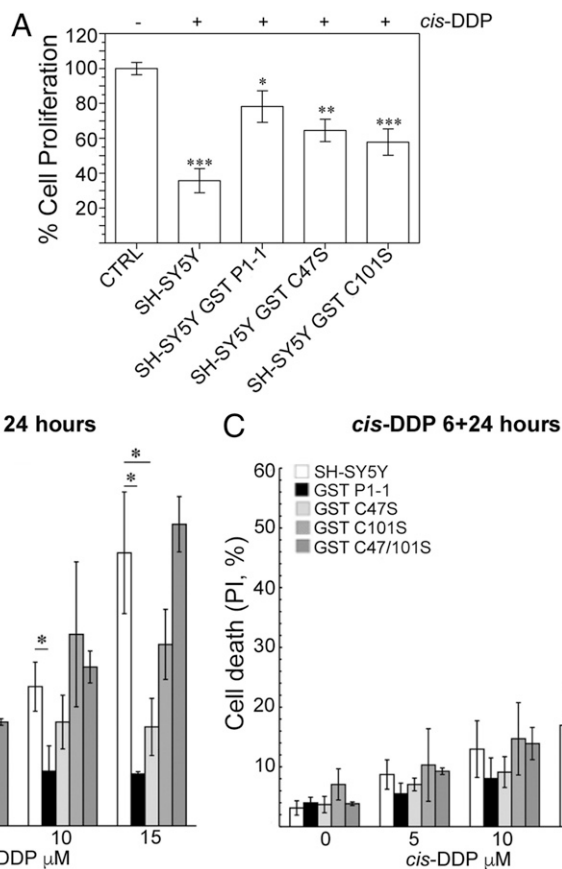 A
- + + + + cis-DDP
% Cell Proliferation
120
100
80
60
40
20
0
*** * ** ***
CTRL
SH-SY5Y
SH-SY5Y GST P1-1
SH-SY5Y GST C47S
SH-SY5Y GST C101S
24 hours
*
*
*
10 15
DDP μM
C
cis-DDP 6+24 hours
Cell death (PI, %)
60
50
40
30
20
10
SH-SY5Y
GST P1-1
GST C47S
GST C101S
GST C47/101S
0 5 10
cis-DDP μM